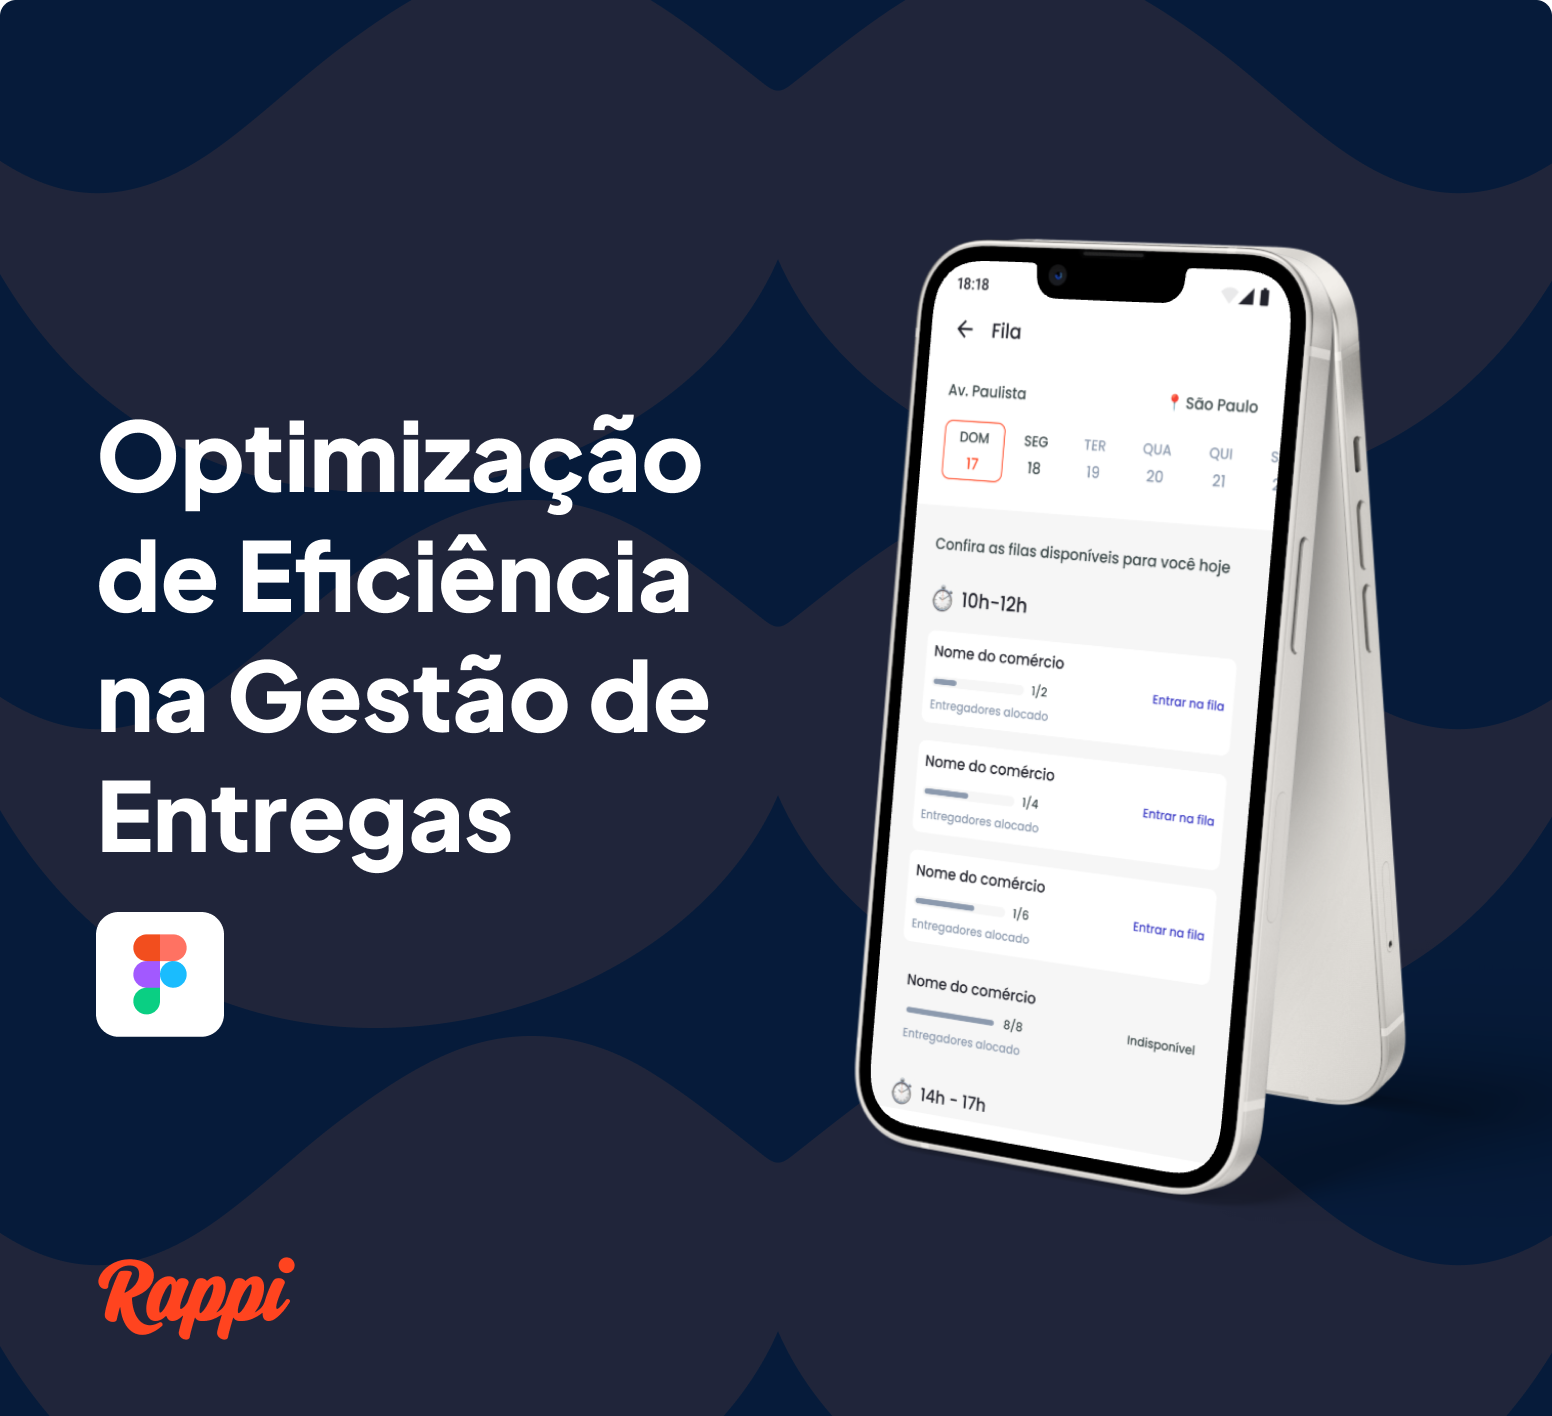 Optimização
de Eficiência
na Gestão de
Entregas
Rappi
18:18
Fila
Av. Paulista
São Paulo
DOM SEG TER QUA QUI S
17 18 19 20 21
Confira as filas disponíveis para você hoje
10h-12h
Nome do comércio
1/2
Entregadores alocado
Entrar na fila
Nome do comércio
1/4
Entregadores alocado
Entrar na fila
Nome do comércio
1/6
Entregadores alocado
Entrar na fila
Nome do comércio
8/8
Entregadores alocado
Indisponível
14h - 17h